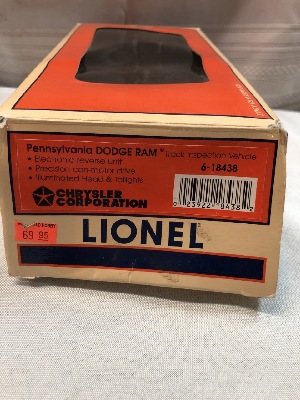 Pennsylvania DODGE RAM* Track Inspection Vehicle
• Electronic reverse unit
• Precision can-motor drive
• Illuminated Head & taillights
6-18438
CHRYSLER
CORPORATION
LIONEL
69.95